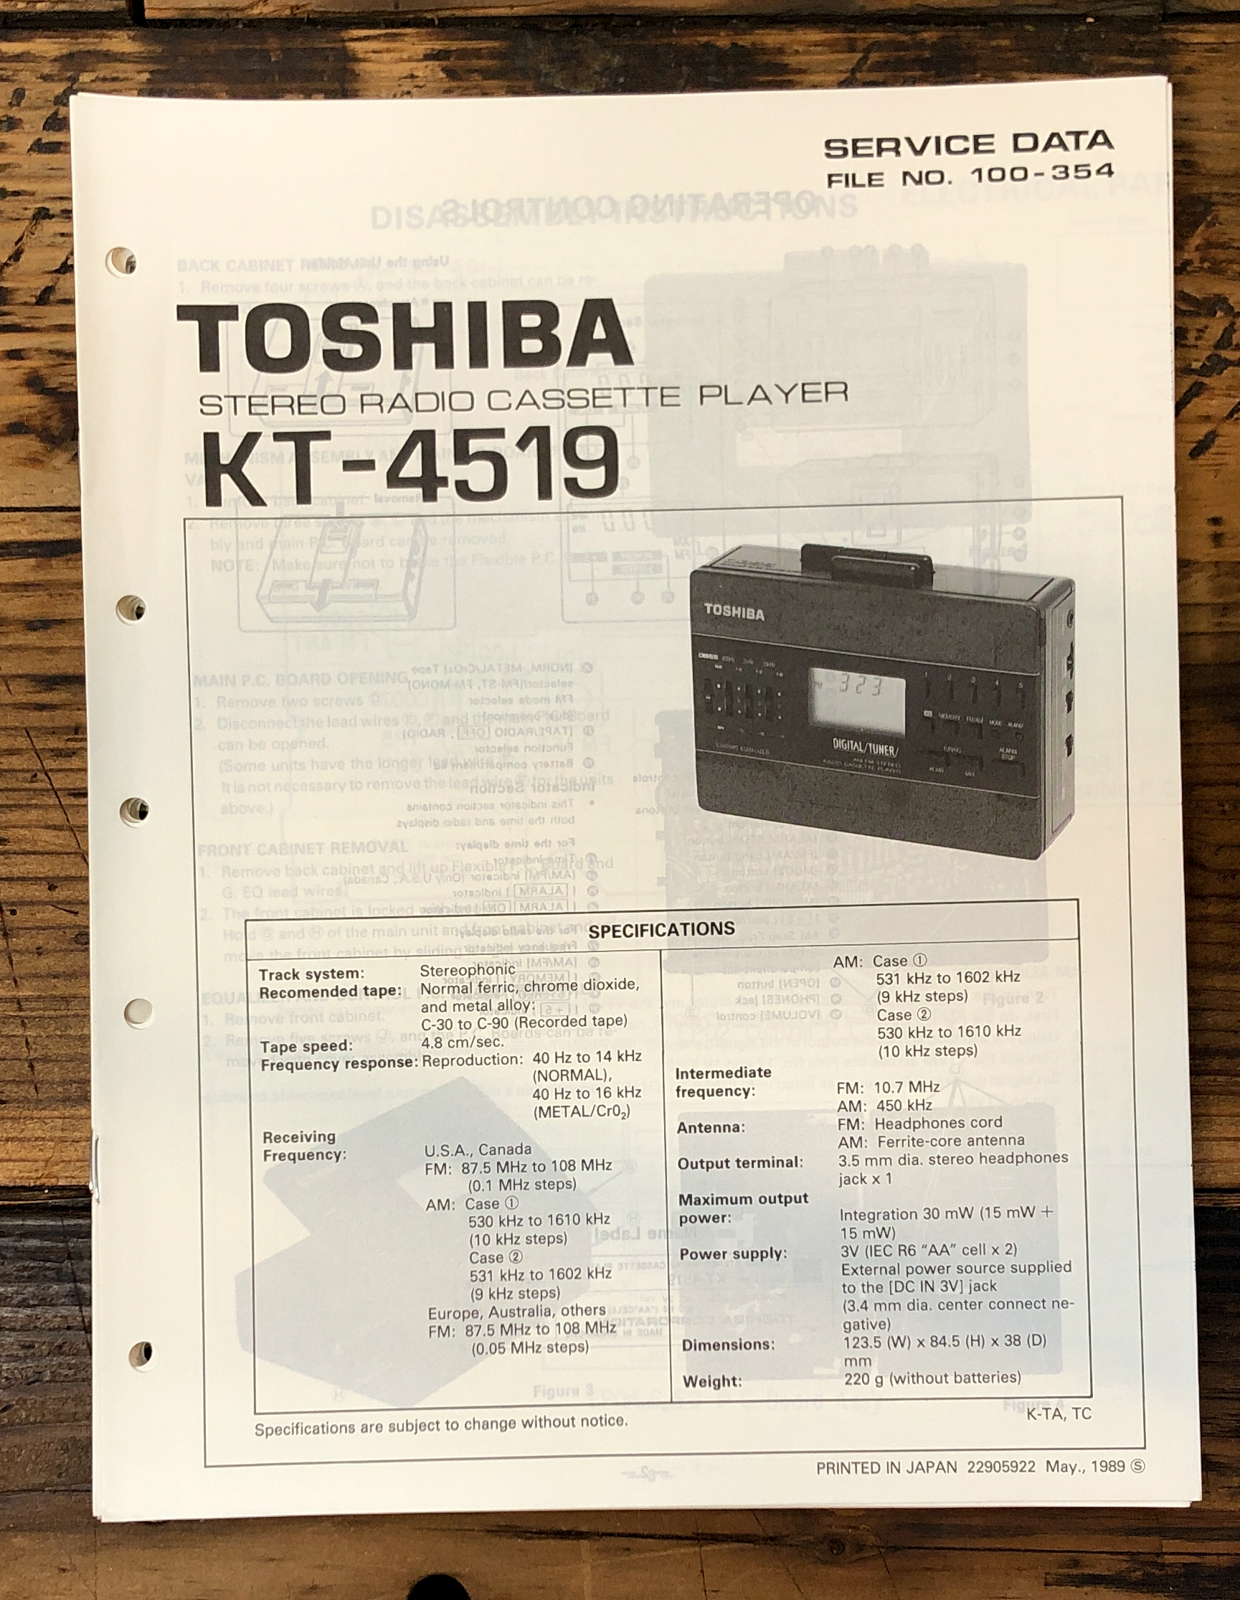 SERVICE DATA
FILE NO. 100-354
TOSHIBA
STEREO RADIO CASSETTE PLAYER
KT-4519
TOSHIBA
323
DIGITAL/TUNER/
SPECIFICATIONS
Track system: Stereophonic
Recomended tape: Normal ferric, chrome dioxide,
and metal alloy;
C-30 to C-90 (Recorded tape)
Tape speed: 4.8 cm/sec.
Frequency response: Reproduction: 40 Hz to 14 kHz
(NORMAL),
40 Hz to 16 kHz
(METAL/Cr0₂)
Receiving
Frequency:
U.S.A., Canada
FM: 87.5 MHz to 108 MHz
(0.1 MHz steps)
AM: Case ①
530 kHz to 1610 kHz
(10 kHz steps)
Case ②
531 kHz to 1602 kHz
(9 kHz steps)
Europe, Australia, others
FM: 87.5 MHz to 108 MHz
(0.05 MHz steps)
AM: Case ①
531 kHz to 1602 kHz
(9 kHz steps)
Case ②
530 kHz to 1610 kHz
(10 kHz steps)
Intermediate
frequency: FM: 10.7 MHz
AM: 450 kHz
Antenna: FM: Headphones cord
AM: Ferrite-core antenna
Output terminal: 3.5 mm dia. stereo headphones
jack x 1
Maximum output
power: Integration 30 mW (15 mW +
15 mW)
Power supply: 3V (IEC R6 "AA" cell x 2)
External power source supplied
to the [DC IN 3V] jack
(3.4 mm dia. center connect ne-
gative)
Dimensions: 123.5 (W) x 84.5 (H) x 38 (D)
mm
Weight: 220 g (without batteries)
Specifications are subject to change without notice.
K-TA, TC
PRINTED IN JAPAN 22905922 May., 1989 Ⓢ